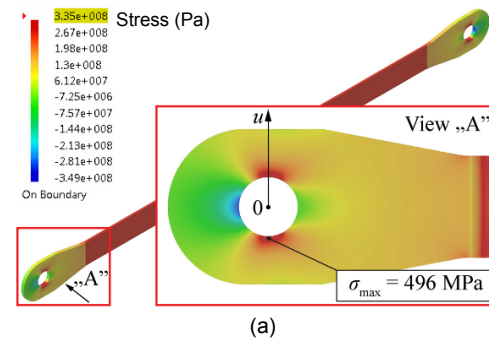 Stress (Pa)
3.35e+008
2.67e+008
1.98e+008
1.3e+008
6.12e+007
-7.25e+006
-7.57e+007
-1.44e+008
-2.13e+008
-2.81e+008
-3.49e+008
On Boundary
View „A”
u
0
σmax = 496 MPa
„A”
(a)